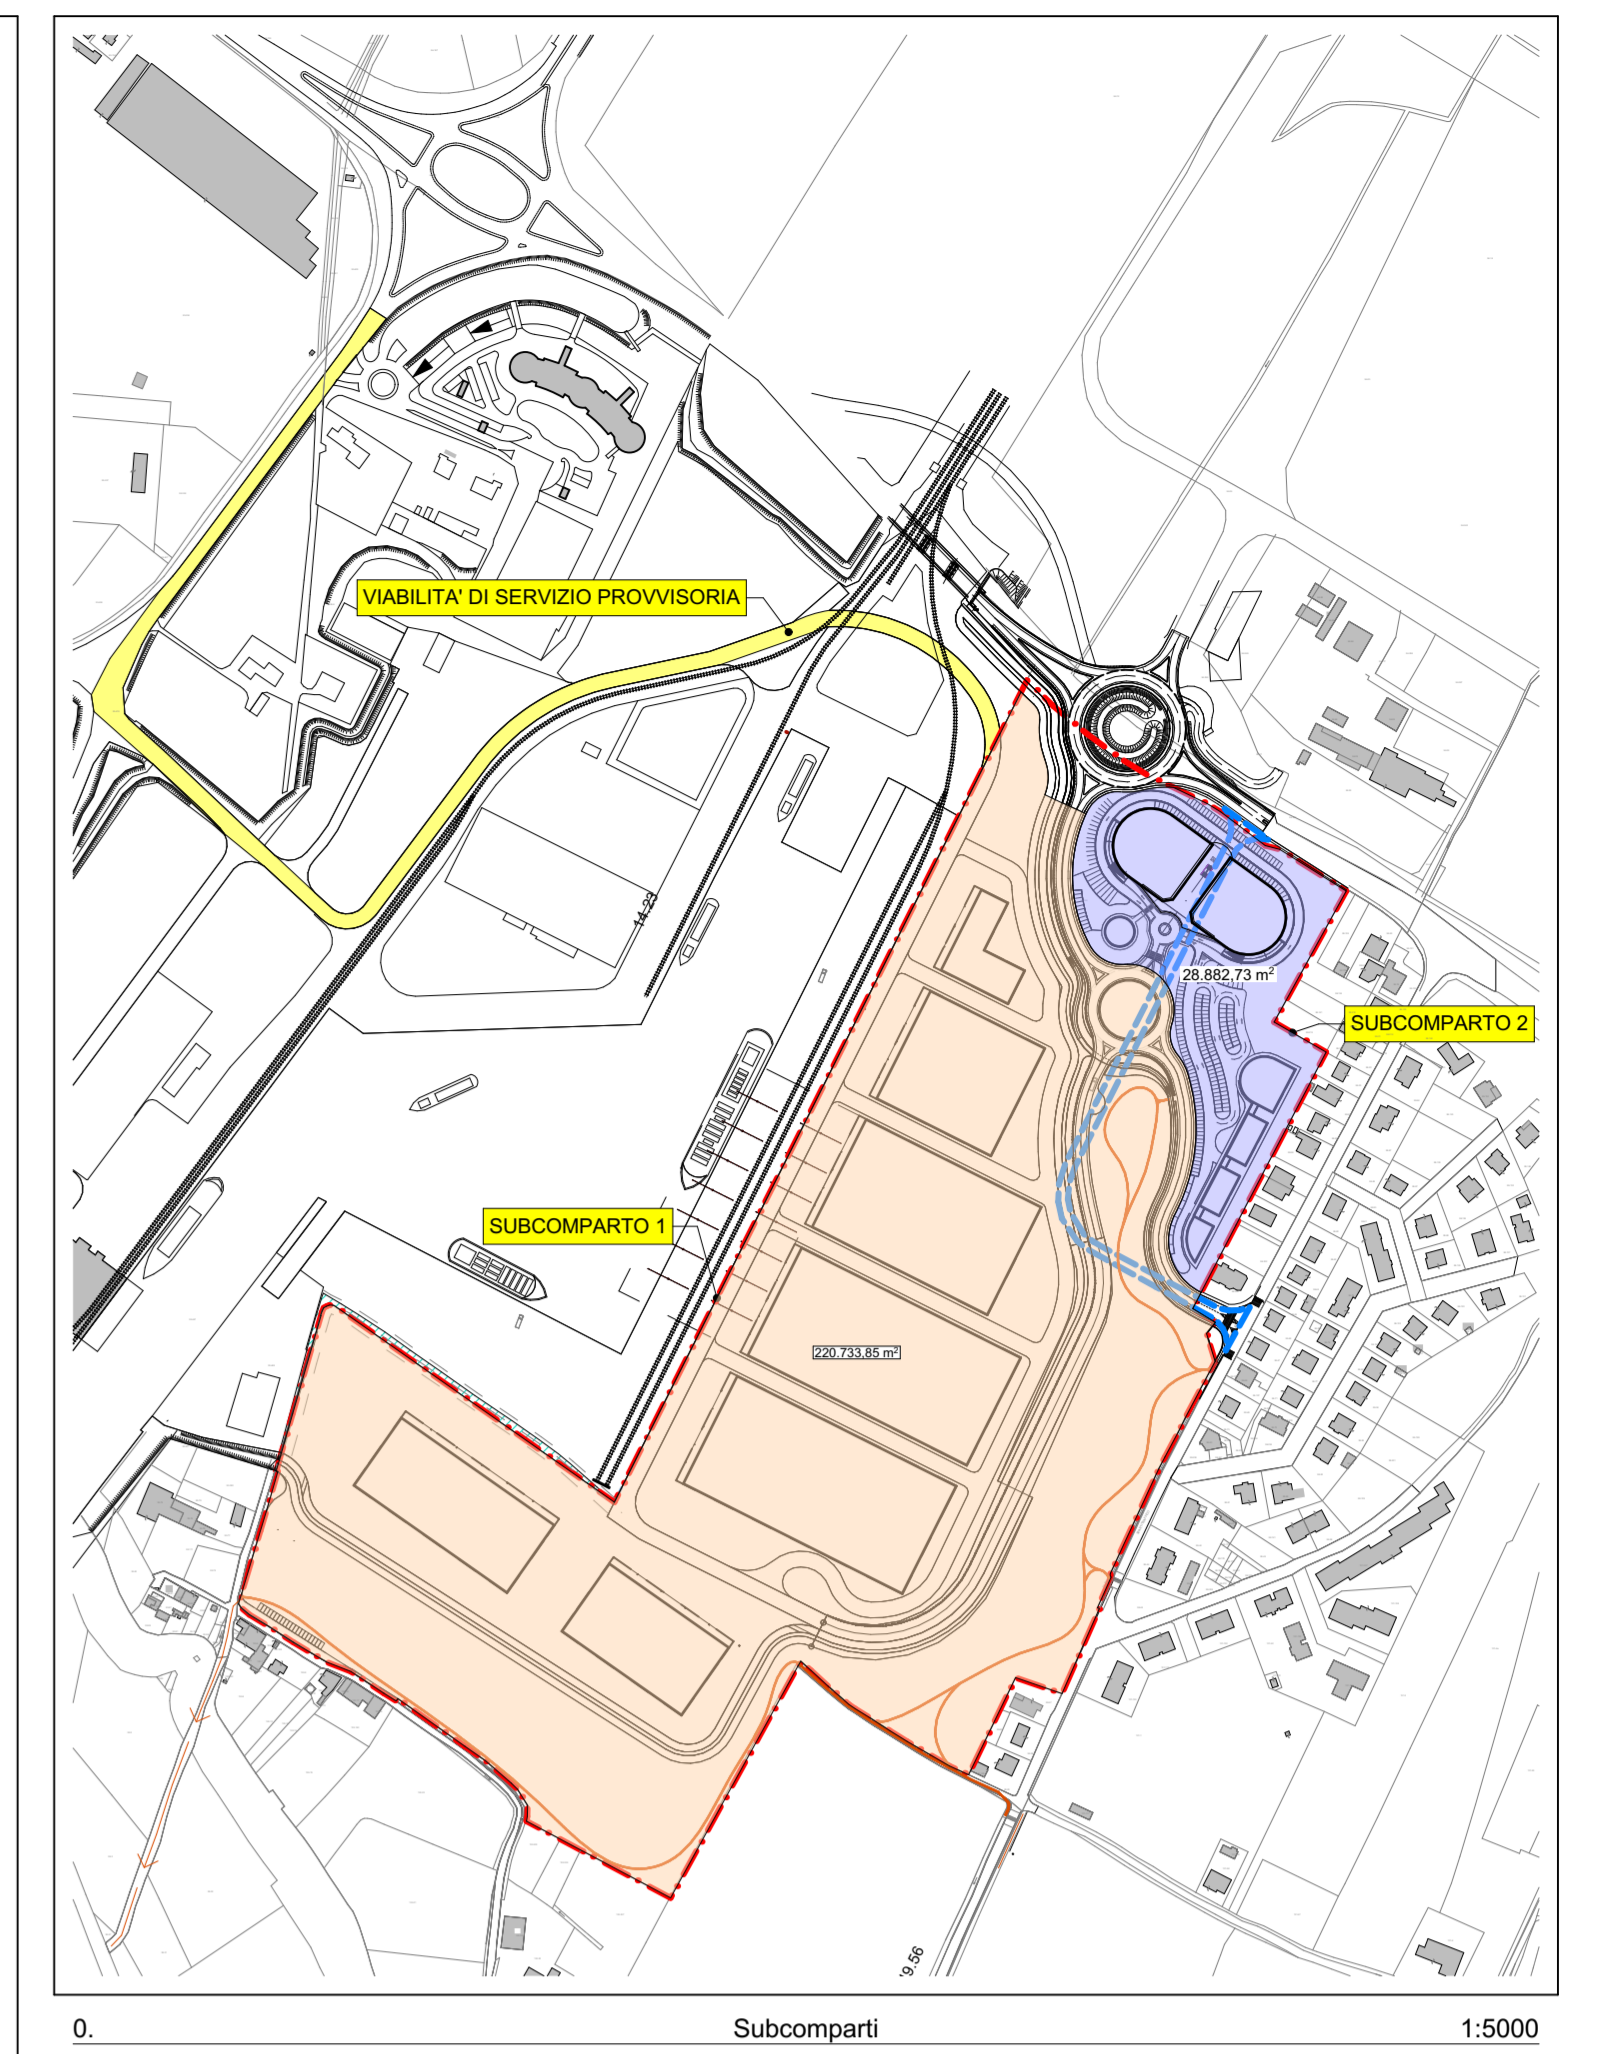 VIABILITA' DI SERVIZIO PROVVISORIA
14.23
28.882,73 m²
SUBCOMPARTO 2
SUBCOMPARTO 1
220.733,85 m²
9.56
0.
Subcomparti
1:5000